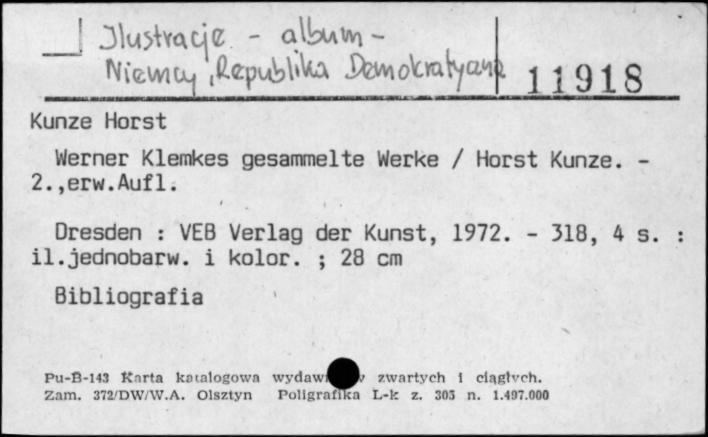 Ilustracje - album -
Niemcy, Republika Demokratyczna 11918
Kunze Horst
Werner Klemkes gesammelte Werke / Horst Kunze. -
2.,erw.Aufl.
Dresden : VEB Verlag der Kunst, 1972. - 318, 4 s. :
il.jednobarw. i kolor. ; 28 cm
Bibliografia
Pu-B-143 Karta katalogowa zwartych i ciągłych.
Zam. 372/DW/W.A. Olsztyn Poligrafika L-k z. 305 n. 1.497.000